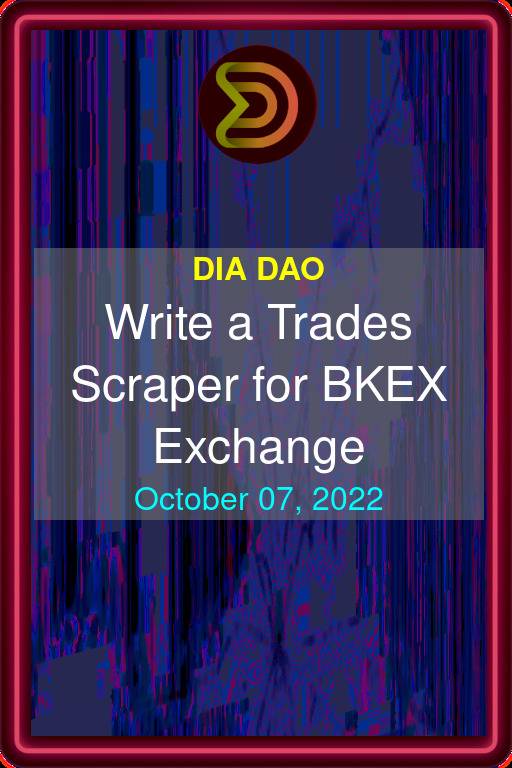 DIA DAO
Write a Trades
Scraper for BKEX
Exchange
October 07, 2022